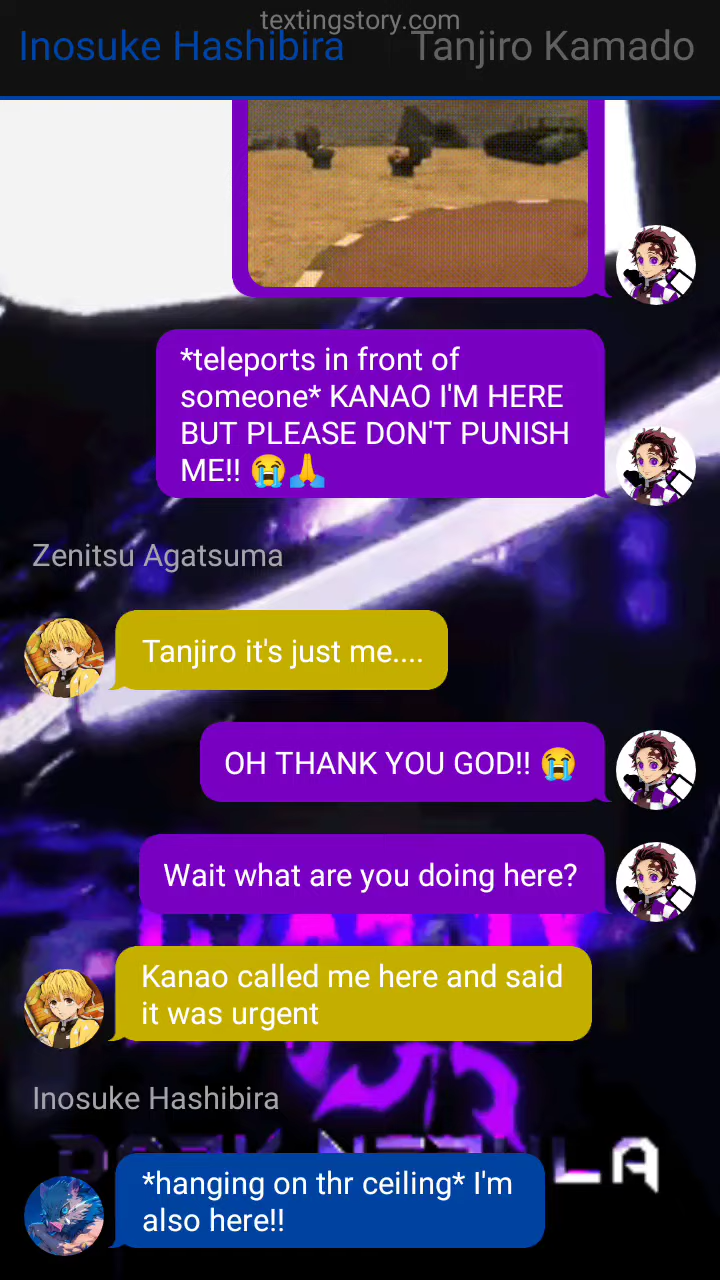 textingstory.com
Inosuke Hashibira
Tanjiro Kamado
*teleports in front of
someone* KANAO I'M HERE
BUT PLEASE DON'T PUNISH
ME!! 😭🙏
Zenitsu Agatsuma
Tanjiro it's just me....
OH THANK YOU GOD!! 😭
Wait what are you doing here?
Kanao called me here and said
it was urgent
Inosuke Hashibira
*hanging on thr ceiling* I'm
also here!!